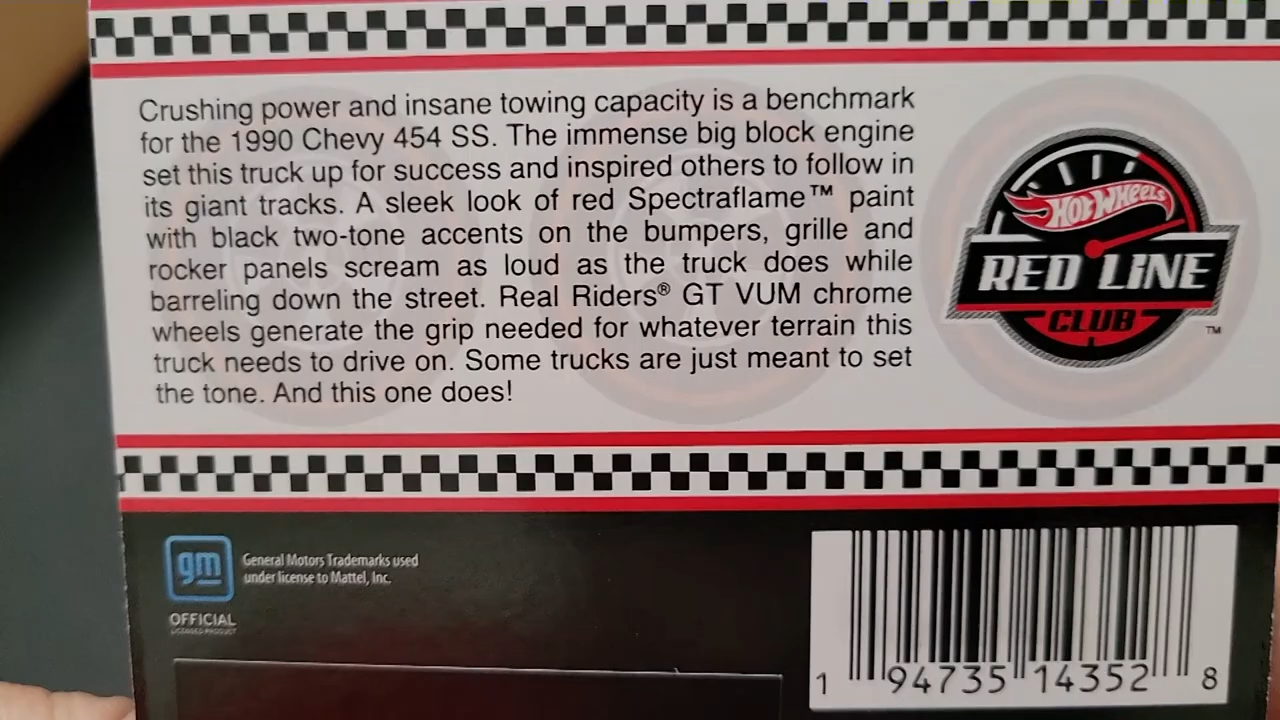 Crushing power and insane towing capacity is a benchmark
for the 1990 Chevy 454 SS. The immense big block engine
set this truck up for success and inspired others to follow in
its giant tracks. A sleek look of red Spectraflame™ paint
with black two-tone accents on the bumpers, grille and
rocker panels scream as loud as the truck does while
barreling down the street. Real Riders® GT VUM chrome
wheels generate the grip needed for whatever terrain this
truck needs to drive on. Some trucks are just meant to set
the tone. And this one does!
HOT WHEELS
RED LINE
CLUB
™
gm
General Motors Trademarks used
under license to Mattel, Inc.
OFFICIAL
LICENSED PRODUCT
1 94735 14352 8